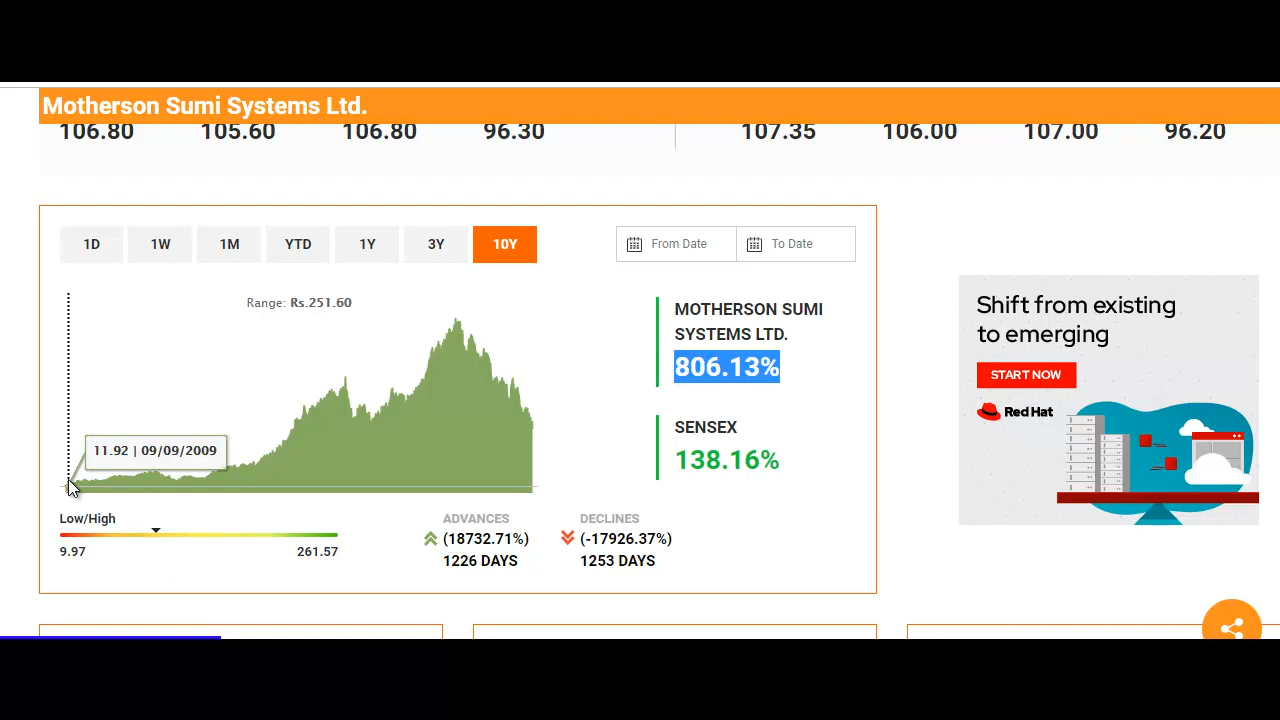 Motherson Sumi Systems Ltd.
106.80 105.60 106.80 96.30 107.35 106.00 107.00 96.20
1D 1W 1M YTD 1Y 3Y 10Y From Date To Date
Range: Rs.251.60
11.92 | 09/09/2009
MOTHERSON SUMI
SYSTEMS LTD.
806.13%
SENSEX
138.16%
Low/High
9.97 261.57
ADVANCES
(18732.71%)
1226 DAYS
DECLINES
(-17926.37%)
1253 DAYS
Shift from existing
to emerging
START NOW
Red Hat